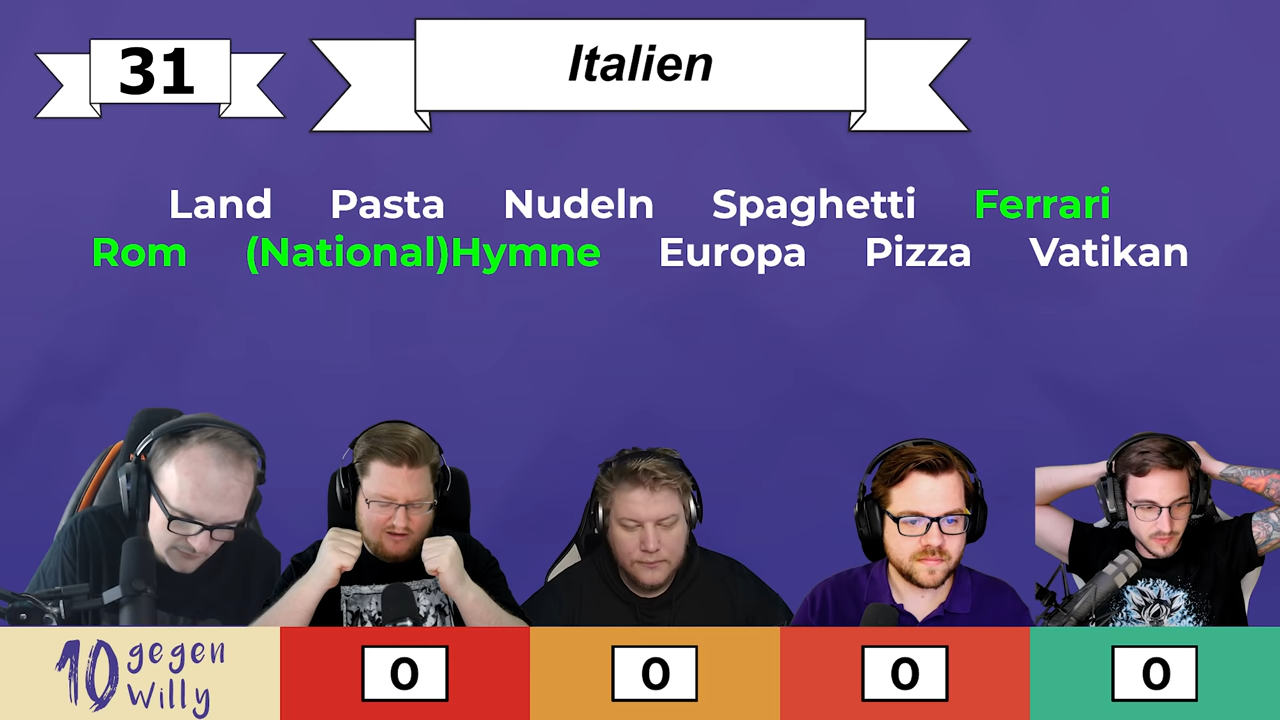 31
Italien
Land Pasta Nudeln Spaghetti Ferrari
Rom (National)Hymne Europa Pizza Vatikan
10 gegen Willy
0 0 0 0